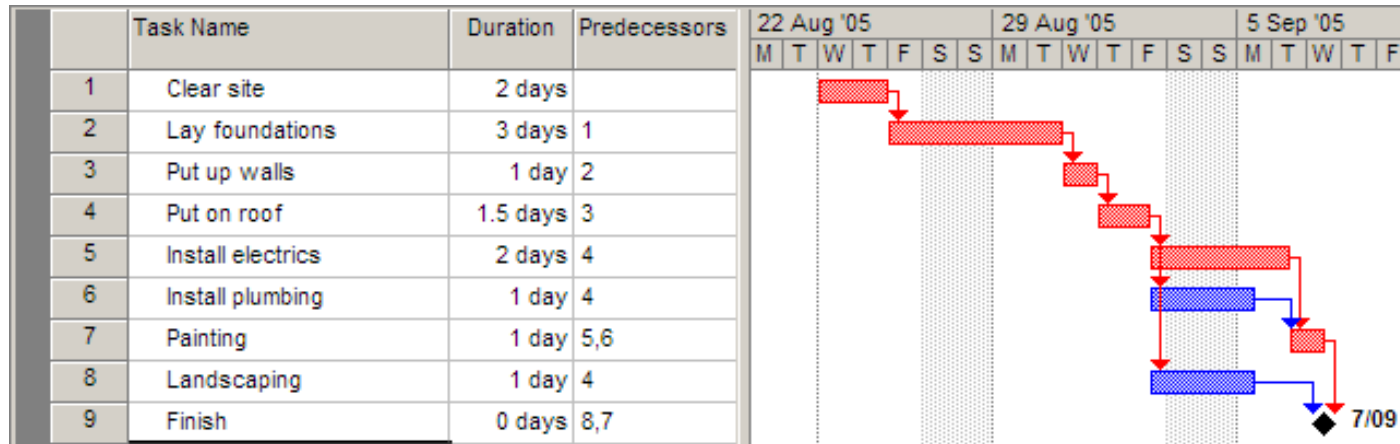 Task Name Duration Predecessors 22 Aug '05 29 Aug '05 5 Sep '05
M T W T F S S M T W T F S S M T W T F
1 Clear site 2 days
2 Lay foundations 3 days 1
3 Put up walls 1 day 2
4 Put on roof 1.5 days 3
5 Install electrics 2 days 4
6 Install plumbing 1 day 4
7 Painting 1 day 5,6
8 Landscaping 1 day 4
9 Finish 0 days 8,7 7/09